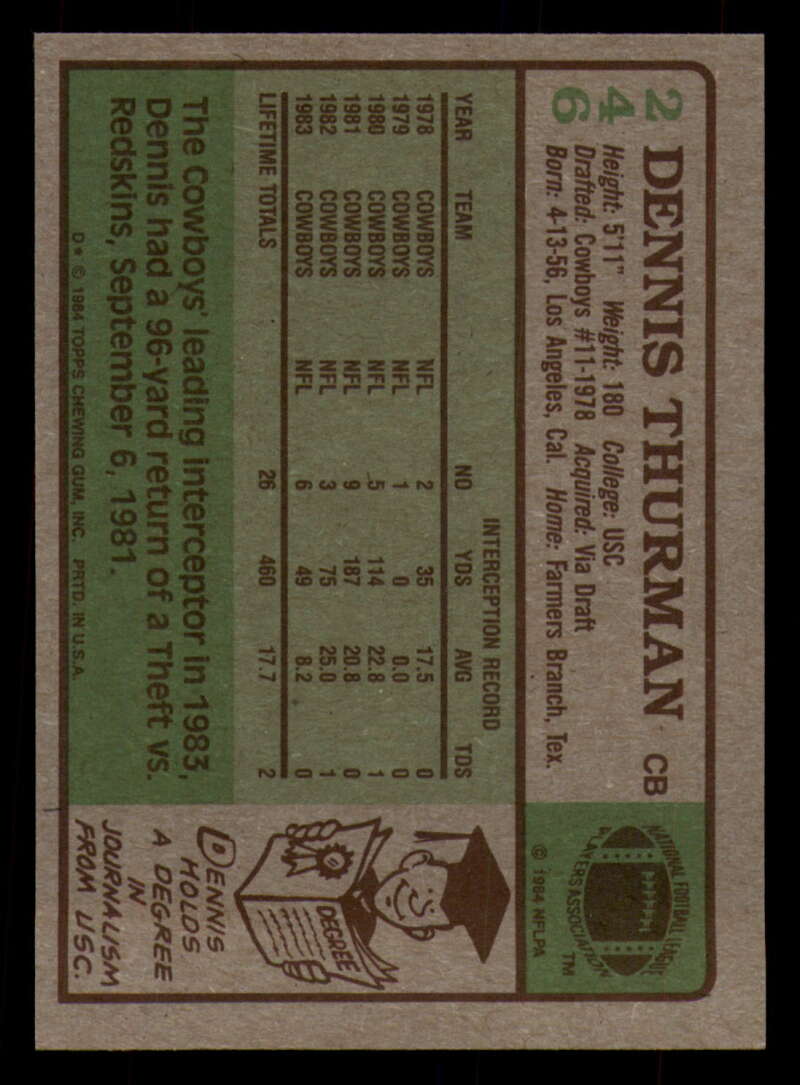 246
DENNIS THURMAN CB
Height: 5'11" Weight: 180 College: USC
Drafted: Cowboys #11-1978 Acquired: Via Draft
Born: 4-13-56, Los Angeles, Cal. Home: Farmers Branch, Tex.
NATIONAL FOOTBALL LEAGUE
PLAYERS ASSOCIATION
TM
© 1984 NFLPA
INTERCEPTION RECORD
YEAR TEAM NO YDS AVG TDS
1978 COWBOYS NFL 2 35 17.5 0
1979 COWBOYS NFL 1 0 0.0 0
1980 COWBOYS NFL 5 114 22.8 1
1981 COWBOYS NFL 9 187 20.8 0
1982 COWBOYS NFL 3 75 25.0 1
1983 COWBOYS NFL 6 49 8.2 0
LIFETIME TOTALS 26 460 17.7 2
The Cowboys' leading interceptor in 1983,
Dennis had a 96-yard return of a Theft vs.
Redskins, September 6, 1981.
D* © 1984 TOPPS CHEWING GUM, INC. PRTD. IN U.S.A.
DEGREE
DENNIS
HOLDS
A DEGREE
IN
JOURNALISM
FROM USC.